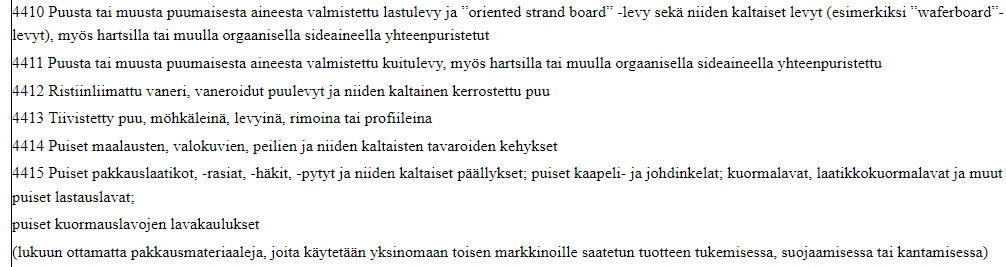 4410 Puusta tai muusta puumaisesta aineesta valmistettu lastulevy ja ”oriented strand board” -levy sekä niiden kaltaiset levyt (esimerkiksi ”waferboard”-
levyt), myös hartsilla tai muulla orgaanisella sideaineella yhteenpuristetut
4411 Puusta tai muusta puumaisesta aineesta valmistettu kuitulevy, myös hartsilla tai muulla orgaanisella sideaineella yhteenpuristettu
4412 Ristiinliimattu vaneri, vaneroidut puulevyt ja niiden kaltainen kerrostettu puu
4413 Tiivistetty puu, möhkäleinä, levyinä, rimoina tai profiileina
4414 Puiset maalausten, valokuvien, peilien ja niiden kaltaisten tavaroiden kehykset
4415 Puiset pakkauslaatikot, -rasiat, -häkit, -pytyt ja niiden kaltaiset päällykset; puiset kaapeli- ja johdinkelat; kuormalavat, laatikkokuormalavat ja muut
puiset lastauslavat;
puiset kuormauslavojen lavakaulukset
(lukuun ottamatta pakkausmateriaaleja, joita käytetään yksinomaan toisen markkinoille saatetun tuotteen tukemisessa, suojaamisessa tai kantamisessa)